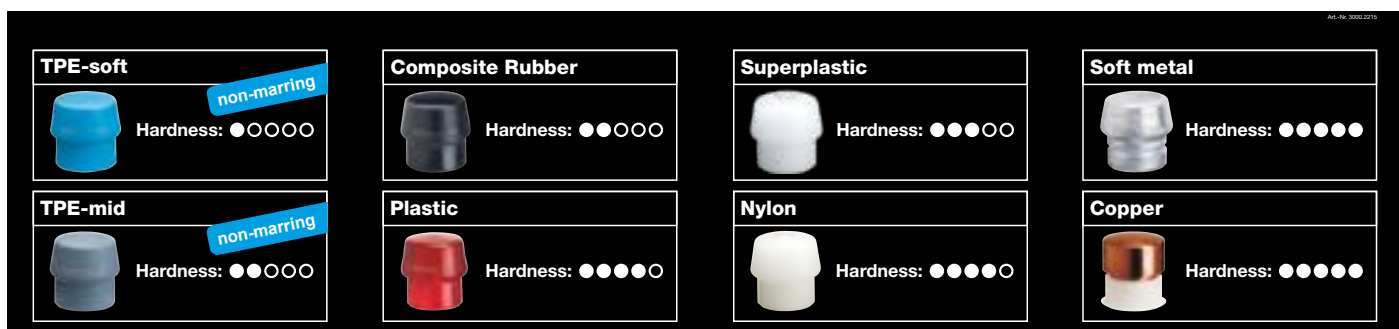 Art.-Nr. 3000.2215
TPE-soft
non-marring
Hardness: ●○○○○
Composite Rubber
Hardness: ●●○○○
Superplastic
Hardness: ●●●○○
Soft metal
Hardness: ●●●●●
TPE-mid
non-marring
Hardness: ●●○○○
Plastic
Hardness: ●●●●○
Nylon
Hardness: ●●●●○
Copper
Hardness: ●●●●●